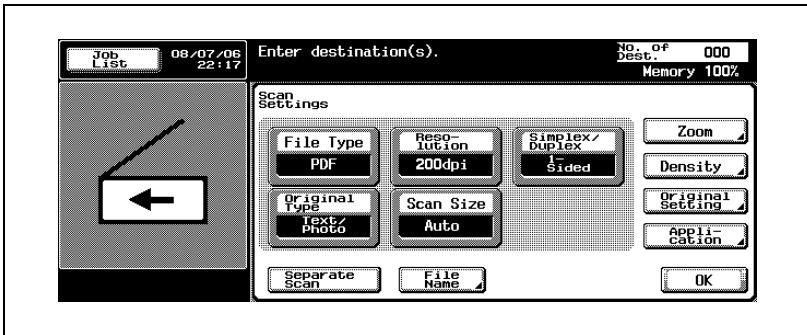 Job
List
08/07/06
22:17
Enter destination(s).
No. of
Dest.
000
Memory 100%
Scan
Settings
File Type
PDF
Reso-
lution
200dpi
Simplex/
Duplex
1-
Sided
Zoom
Density
Original
Type
Text/
Photo
Scan Size
Auto
Original
Setting
Appli-
cation
Separate
Scan
File
Name
OK